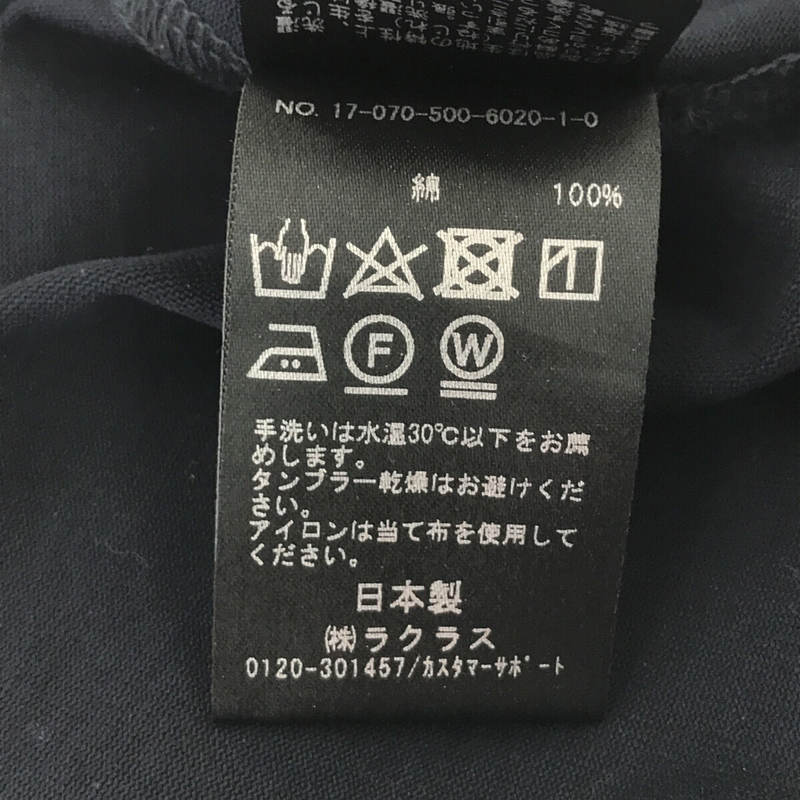 NO. 17-070-500-6020-1-0
綿 100%
F W
手洗いは水温30℃以下をお薦
めします。
タンブラー乾燥はお避けくだ
さい。
アイロンは当て布を使用して
ください。
日本製
㈱ラクラス
0120-301457/ｶｽﾀﾏｰｻﾎﾟｰﾄ